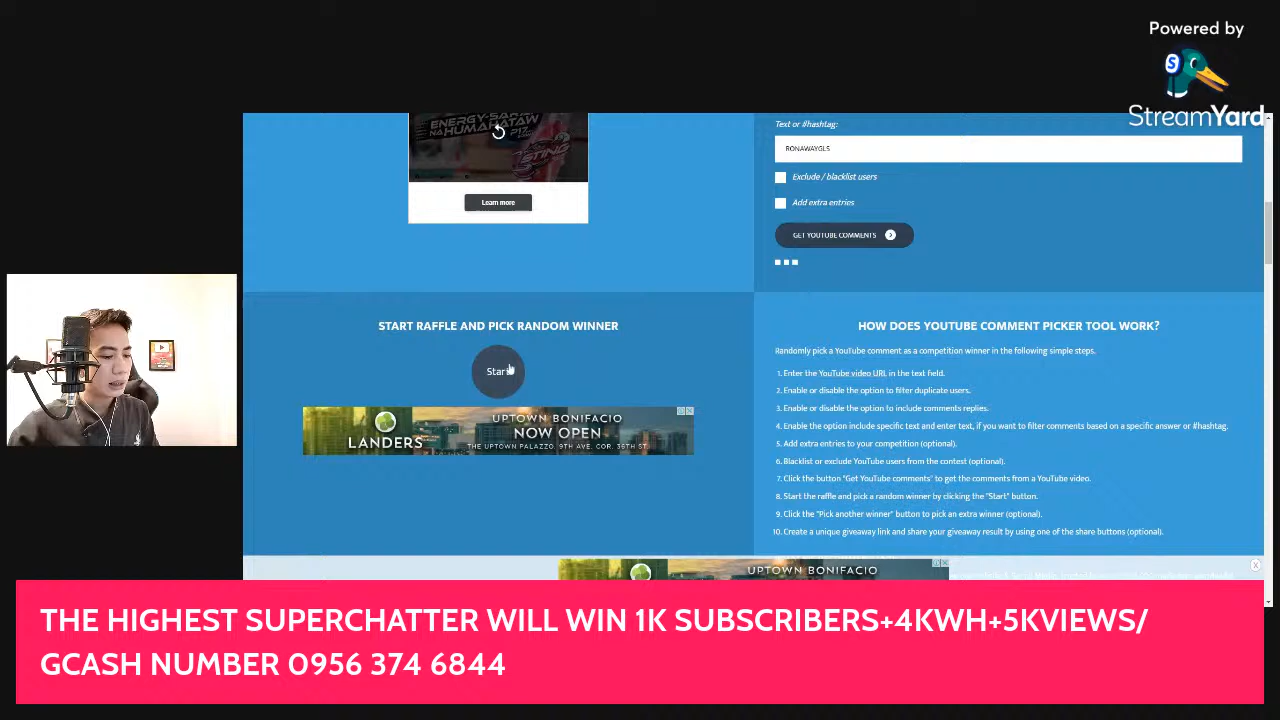 Powered by
S
StreamYard
ENERGY-SARAP
NA HUMAHATAW P17
STING
Learn more
Text or #hashtag:
RONAWAYGLS
Exclude / blacklist users
Add extra entries
GET YOUTUBE COMMENTS
START RAFFLE AND PICK RANDOM WINNER
Start
LANDERS
UPTOWN BONIFACIO
NOW OPEN
THE UPTOWN PALAZZO, 9TH AVE. COR. 36TH ST.
HOW DOES YOUTUBE COMMENT PICKER TOOL WORK?
Randomly pick a YouTube comment as a competition winner in the following simple steps.
1. Enter the YouTube video URL in the text field.
2. Enable or disable the option to filter duplicate users.
3. Enable or disable the option to include comments replies.
4. Enable the option include specific text and enter text, if you want to filter comments based on a specific answer or #hashtag.
5. Add extra entries to your competition (optional).
6. Blacklist or exclude YouTube users from the contest (optional).
7. Click the button "Get YouTube comments" to get the comments from a YouTube video.
8. Start the raffle and pick a random winner by clicking the "Start" button.
9. Click the "Pick another winner" button to pick an extra winner (optional).
10. Create a unique giveaway link and share your giveaway result by using one of the share buttons (optional).
UPTOWN BONIFACIO
THE HIGHEST SUPERCHATTER WILL WIN 1K SUBSCRIBERS+4KWH+5KVIEWS/
GCASH NUMBER 0956 374 6844